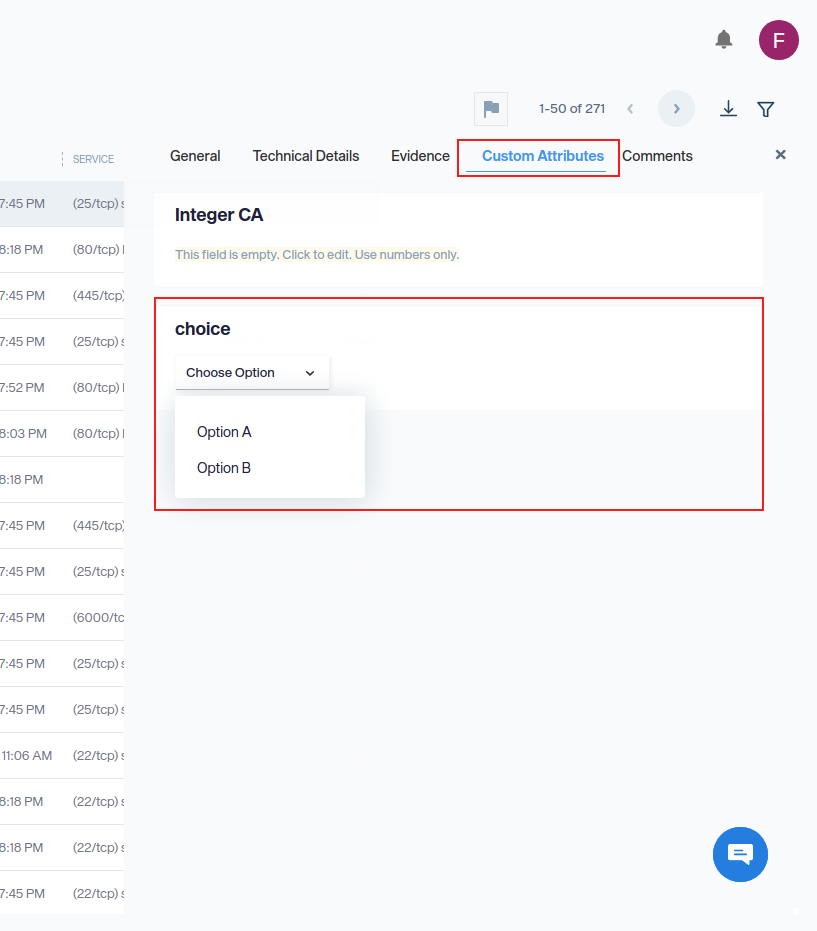 F
1-50 of 271
SERVICE
General Technical Details Evidence Custom Attributes Comments
7:45 PM (25/tcp) s
Integer CA
8:18 PM (80/tcp)
This field is empty. Click to edit. Use numbers only.
7:45 PM (445/tcp)
choice
7:45 PM (25/tcp) s
Choose Option
7:52 PM (80/tcp)
8:03 PM (80/tcp)
Option A
Option B
8:18 PM
7:45 PM (445/tcp)
7:45 PM (25/tcp) s
7:45 PM (6000/tc
7:45 PM (25/tcp) s
7:45 PM (25/tcp) s
11:06 AM (22/tcp) s
8:18 PM (22/tcp) s
8:18 PM (22/tcp) s
7:45 PM (22/tcp) s